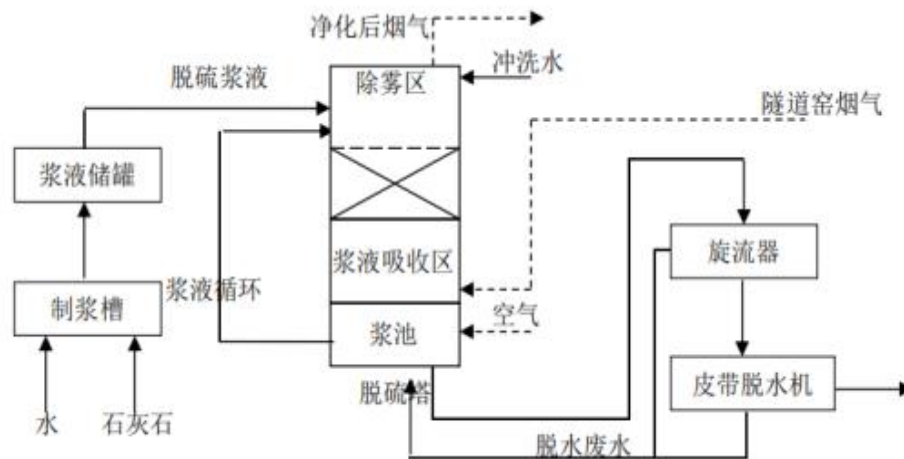 净化后烟气
脱硫浆液
除雾区
冲洗水
隧道窑烟气
浆液储罐
旋流器
浆液吸收区
制浆槽
浆液循环
空气
浆池
脱硫塔
皮带脱水机
水
石灰石
脱水废水